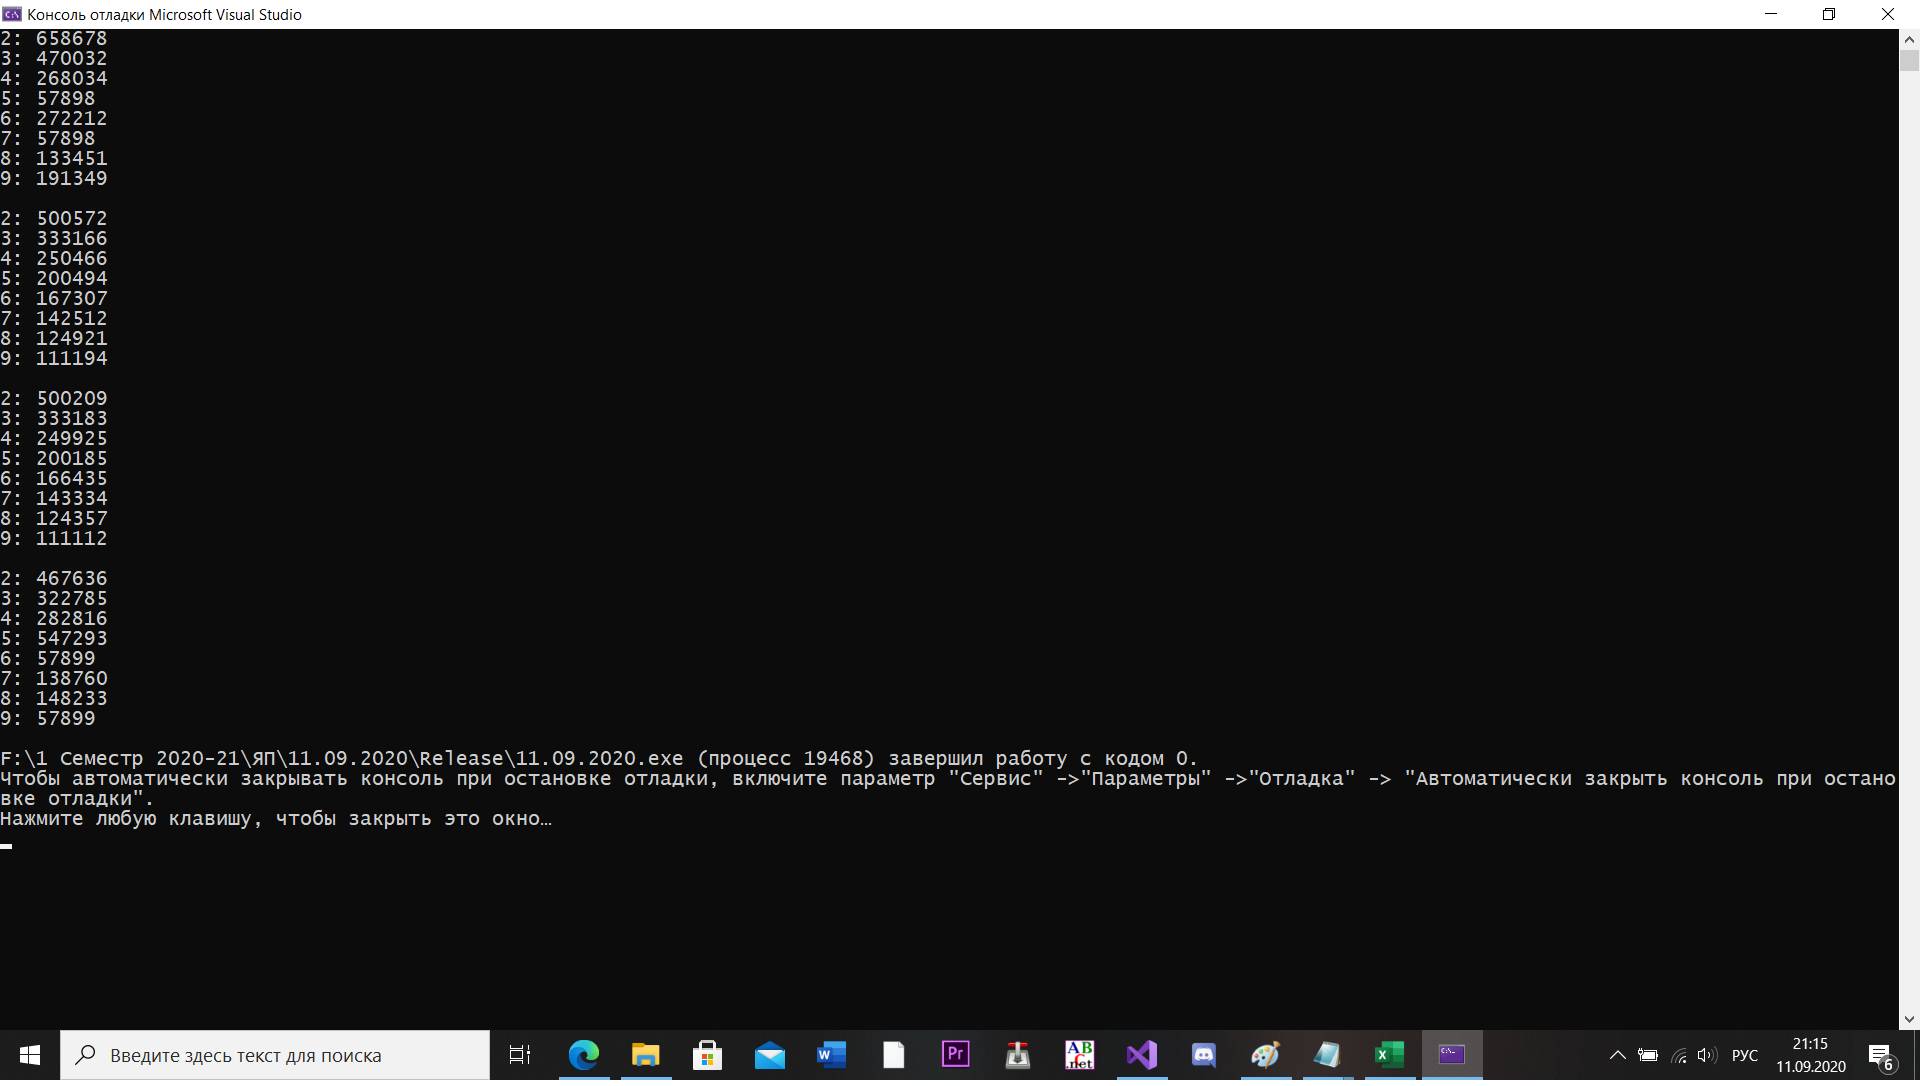 Консоль отладки Microsoft Visual Studio
2: 658678
3: 470032
4: 268034
5: 57898
6: 272212
7: 57898
8: 133451
9: 191349
2: 500572
3: 333166
4: 250466
5: 200494
6: 167307
7: 142512
8: 124921
9: 111194
2: 500209
3: 333183
4: 249925
5: 200185
6: 166435
7: 143334
8: 124357
9: 111112
2: 467636
3: 322785
4: 282816
5: 547293
6: 57899
7: 138760
8: 148233
9: 57899
F:\1 Семестр 2020-21\ЯП\11.09.2020\Release\11.09.2020.exe (процесс 19468) завершил работу с кодом 0.
Чтобы автоматически закрывать консоль при остановке отладки, включите параметр "Сервис" ->"Параметры" ->"Отладка" -> "Автоматически закрыть консоль при остано
вке отладки".
Нажмите любую клавишу, чтобы закрыть это окно…
Введите здесь текст для поиска
W
Pr
AB
.net
X
РУС
21:15
11.09.2020
6